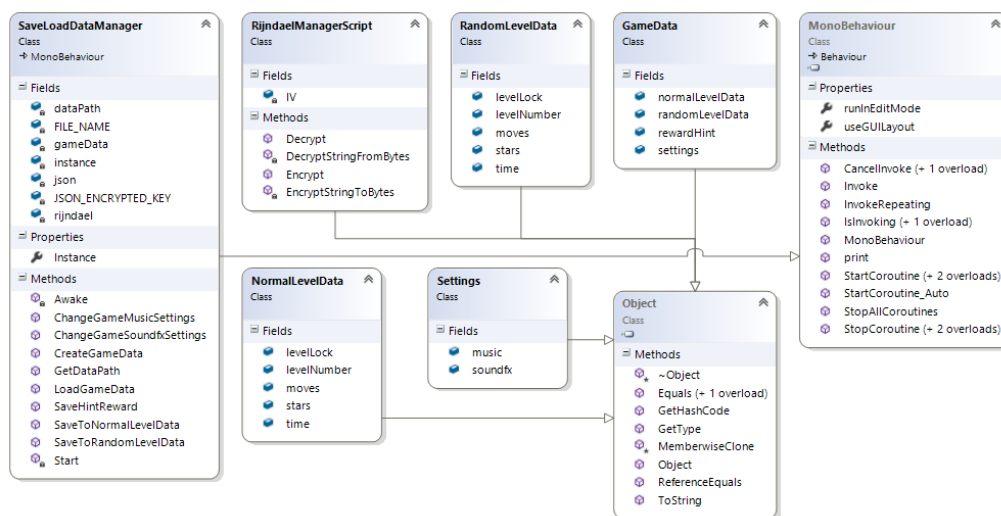 SaveLoadDataManager
Class
MonoBehaviour
Fields
dataPath
FILE_NAME
gameData
instance
json
JSON_ENCRYPTED_KEY
rijndael
Properties
Instance
Methods
Awake
ChangeGameMusicSettings
ChangeGameSoundfxSettings
CreateGameData
GetDataPath
LoadGameData
SaveHintReward
SaveToNormalLevelData
SaveToRandomLevelData
Start
RijndaelManagerScript
Class
Fields
IV
Methods
Decrypt
DecryptStringFromBytes
Encrypt
EncryptStringToBytes
RandomLevelData
Class
Fields
levelLock
levelNumber
moves
stars
time
GameData
Class
Fields
normalLevelData
randomLevelData
rewardHint
settings
MonoBehaviour
Class
Behaviour
Properties
runInEditMode
useGUILayout
Methods
CancelInvoke (+ 1 overload)
Invoke
InvokeRepeating
IsInvoking (+ 1 overload)
MonoBehaviour
print
StartCoroutine (+ 2 overloads)
StartCoroutine_Auto
StopAllCoroutines
StopCoroutine (+ 2 overloads)
NormalLevelData
Class
Fields
levelLock
levelNumber
moves
stars
time
Settings
Class
Fields
music
soundfx
Object
Class
Methods
~Object
Equals (+ 1 overload)
GetHashCode
GetType
MemberwiseClone
Object
ReferenceEquals
ToString